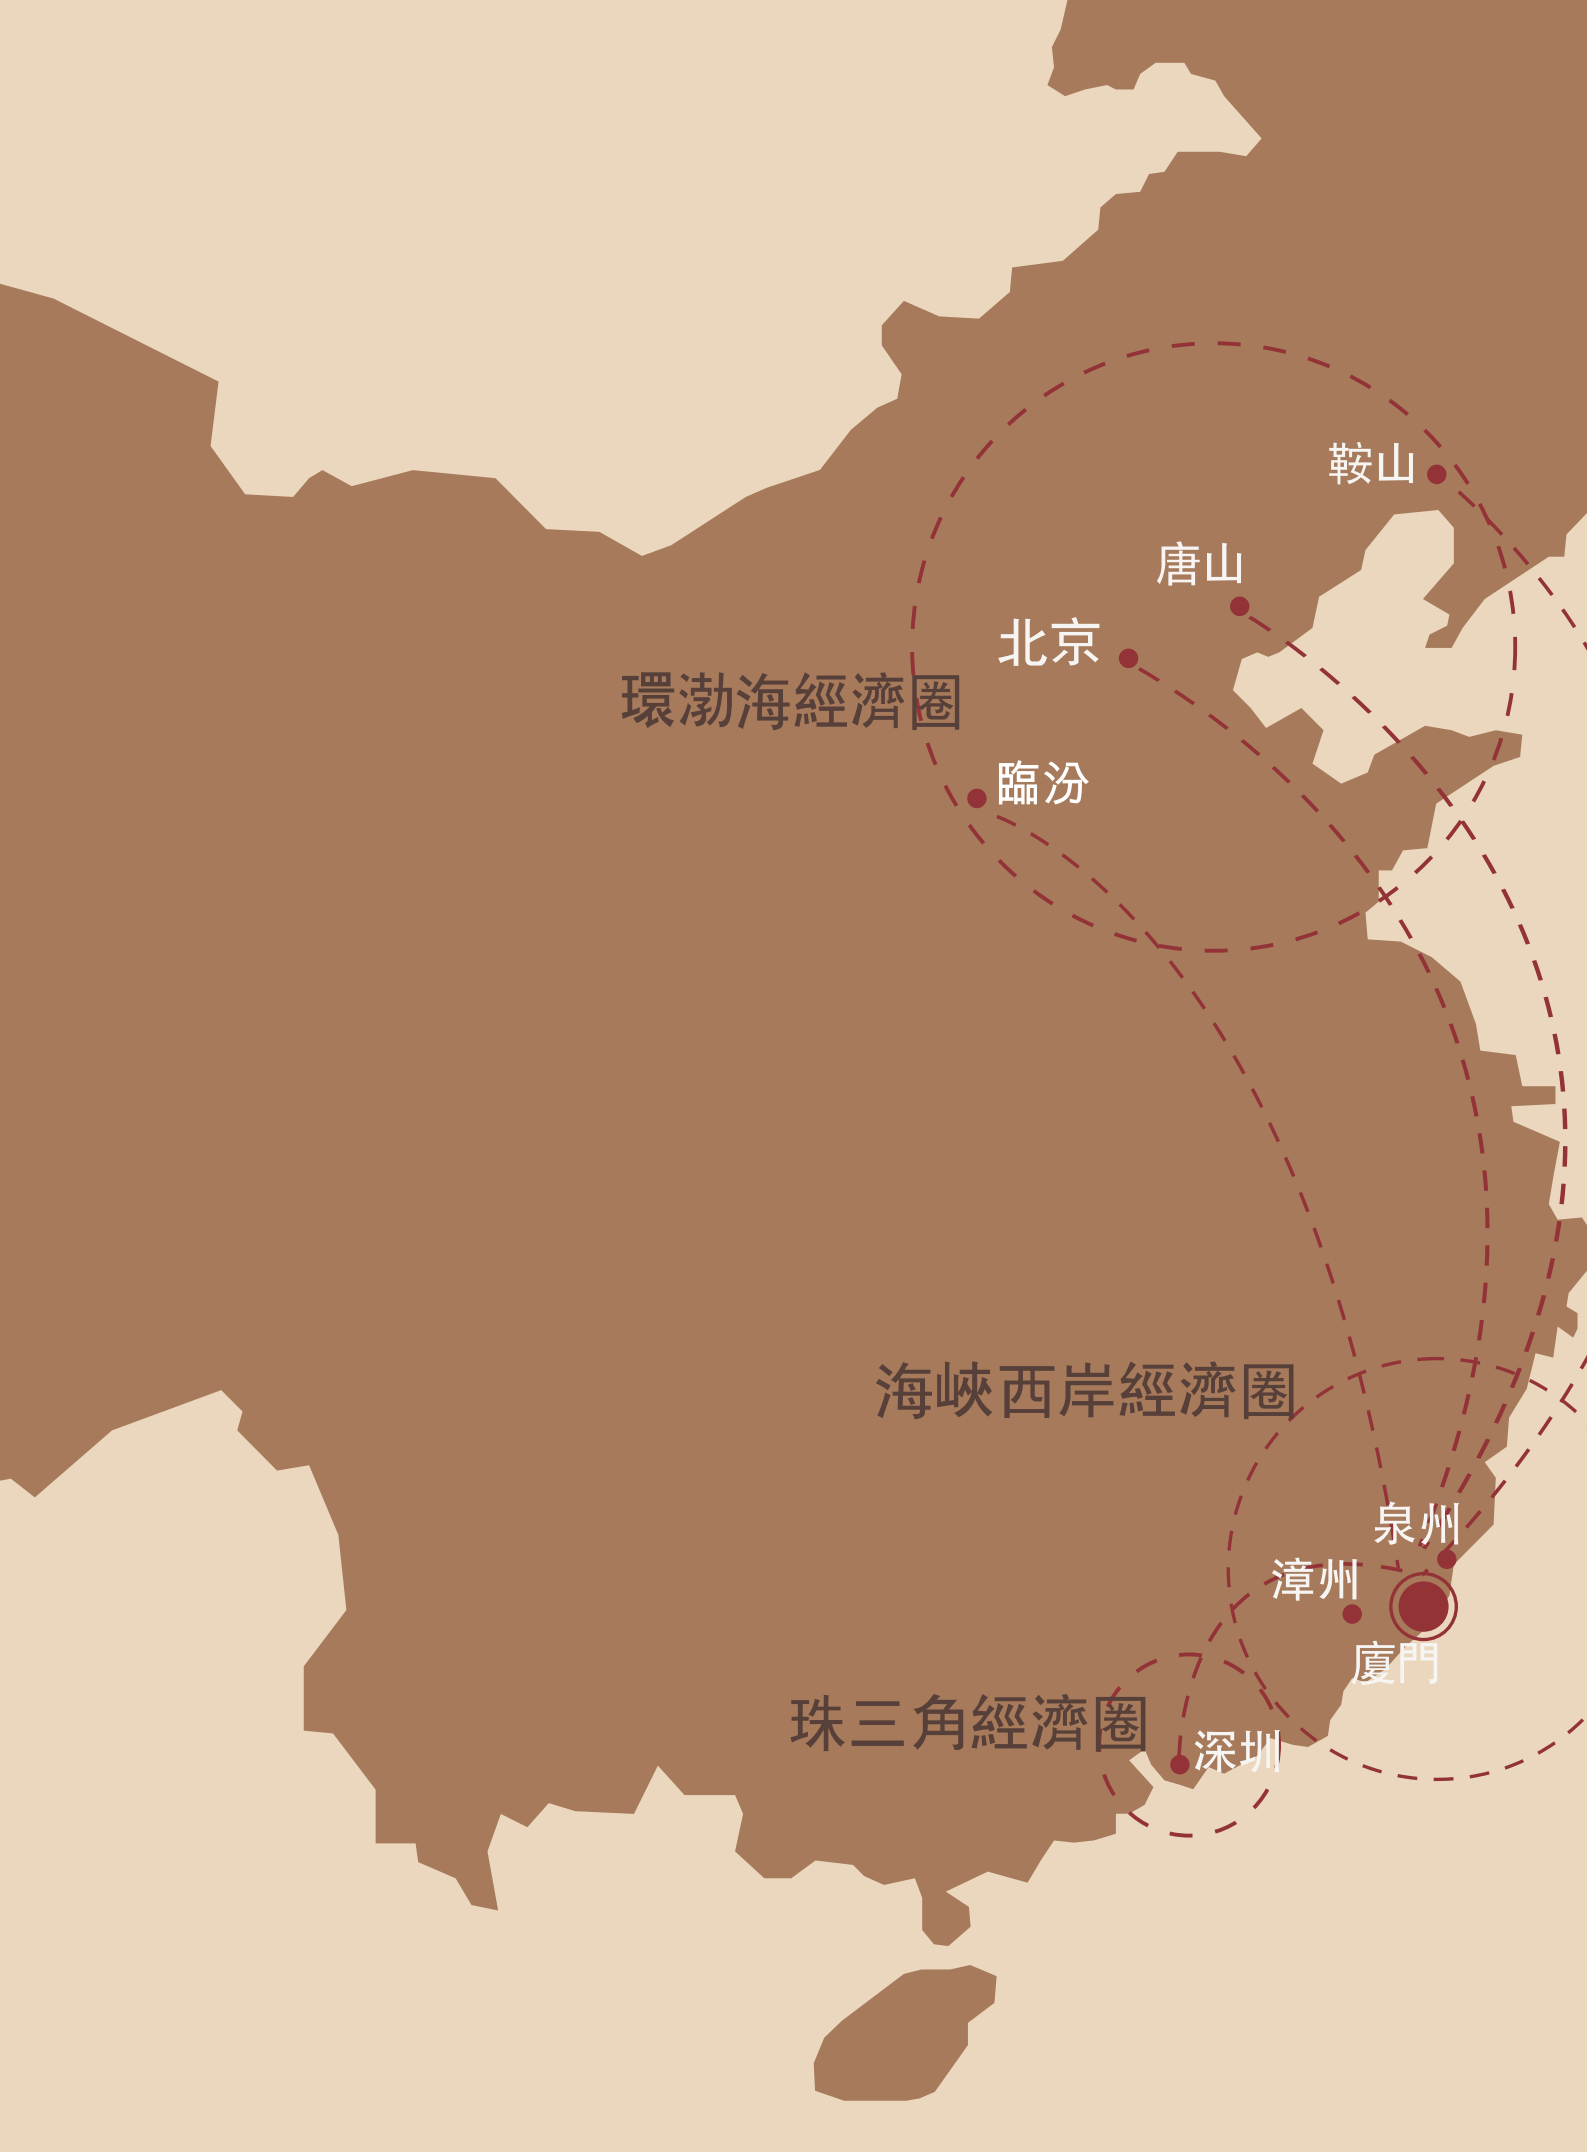 鞍山
唐山
北京
環渤海經濟圈
臨汾
海峽西岸經濟圈
泉州
漳州
廈門
珠三角經濟圈
深圳